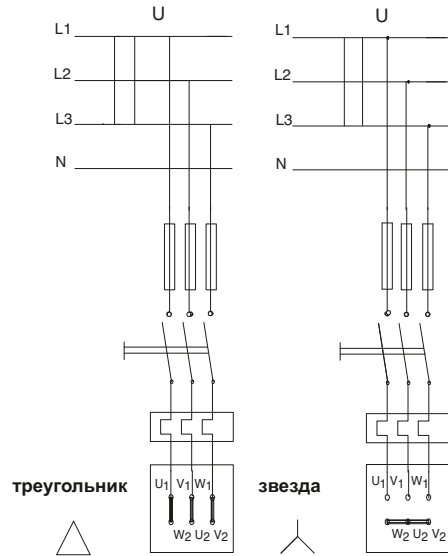 U
L1
L2
L3
N
U1 V1 W1
W2 U2 V2
треугольник
U
L1
L2
L3
N
U1 V1 W1
W2 U2 V2
звезда